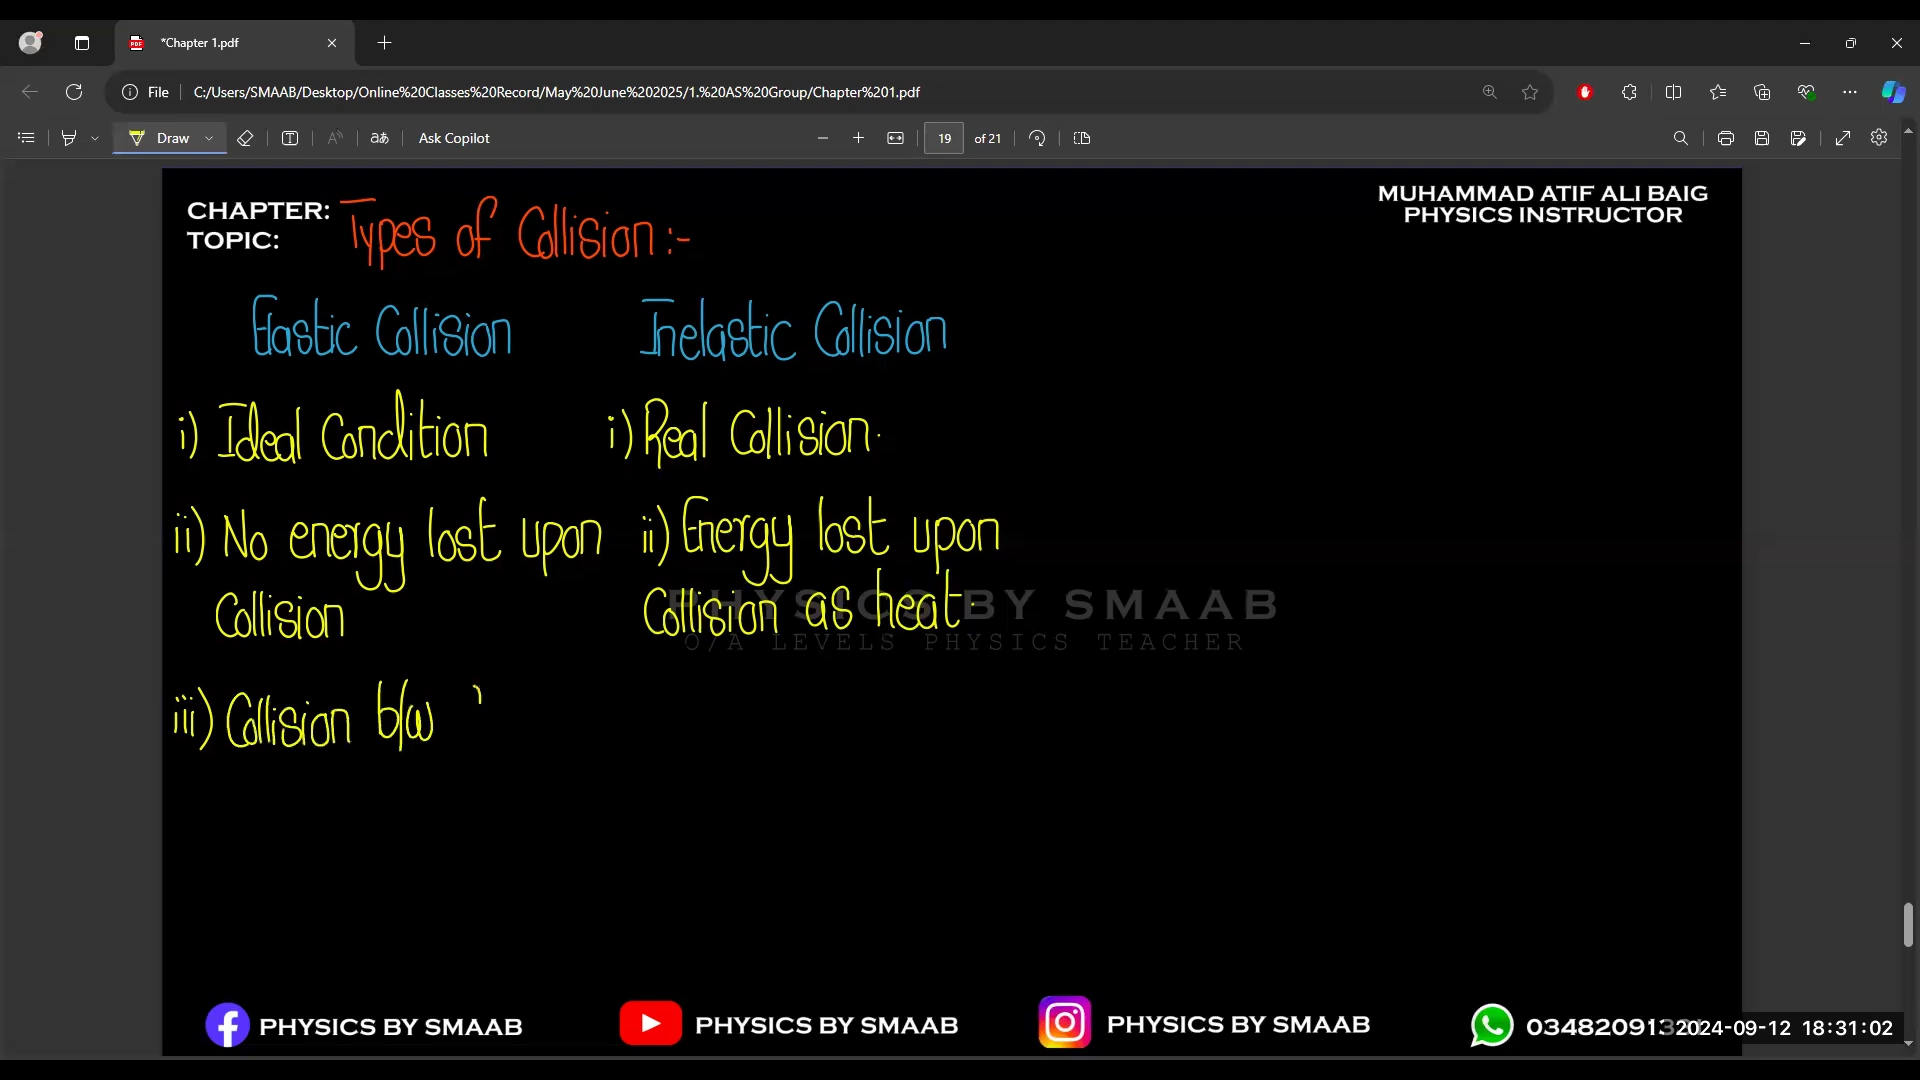 *Chapter 1.pdf
File C:/Users/SMAAB/Desktop/Online%20Classes%20Record/May%20June%202025/1.%20AS%20Group/Chapter%201.pdf
Draw Ask Copilot 19 of 21
CHAPTER:
TOPIC:
Types of Collision :-
MUHAMMAD ATIF ALI BAIG
PHYSICS INSTRUCTOR
Elastic Collision
i) Ideal Condition
ii) No energy lost upon
Collision
iii) Collision b/w
Inelastic Collision
i) Real Collision.
ii) Energy lost upon
Collision as heat.
PHYSICS BY SMAAB
O/A LEVELS PHYSICS TEACHER
PHYSICS BY SMAAB
PHYSICS BY SMAAB
PHYSICS BY SMAAB
2024-09-12 18:31:02